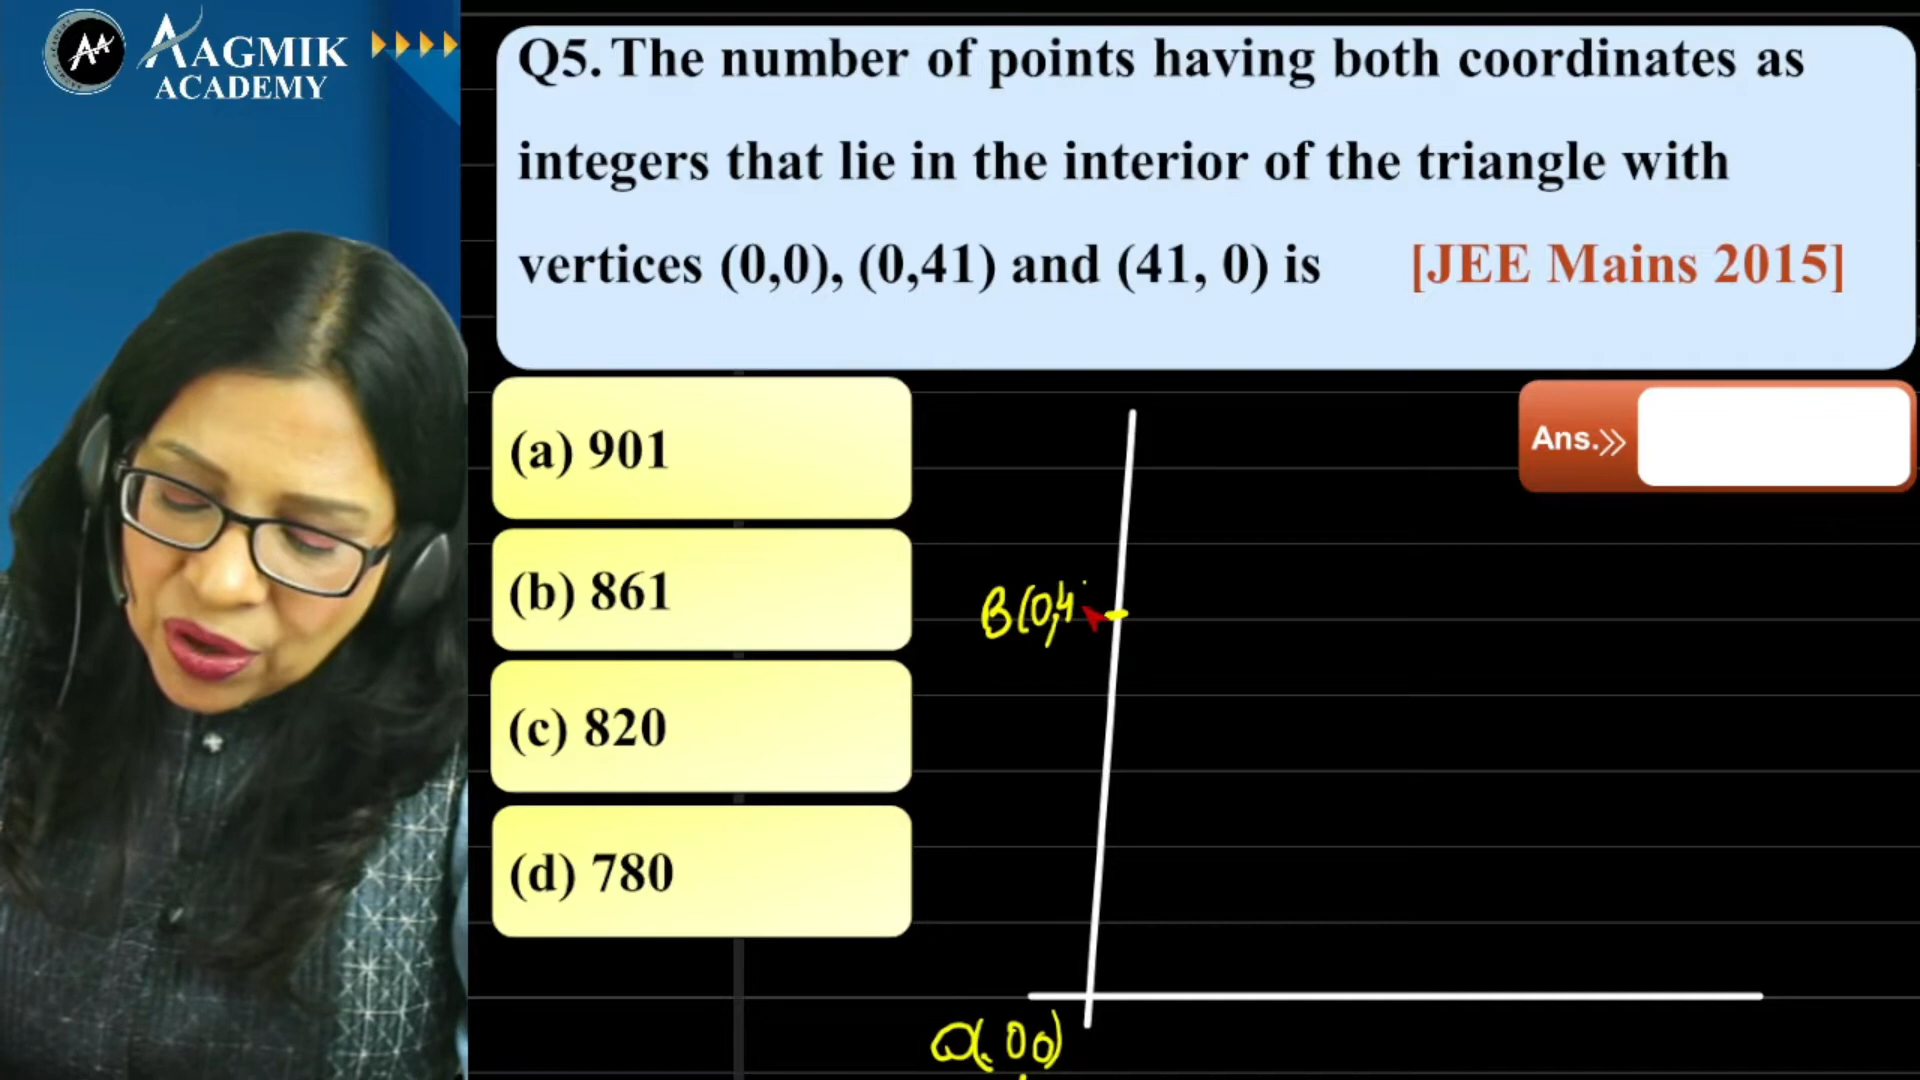 AAGMIK
ACADEMY
Q5. The number of points having both coordinates as
integers that lie in the interior of the triangle with
vertices (0,0), (0,41) and (41, 0) is [JEE Mains 2015]
(a) 901
Ans.
(b) 861
B(0,4
(c) 820
(d) 780
O(0,0)